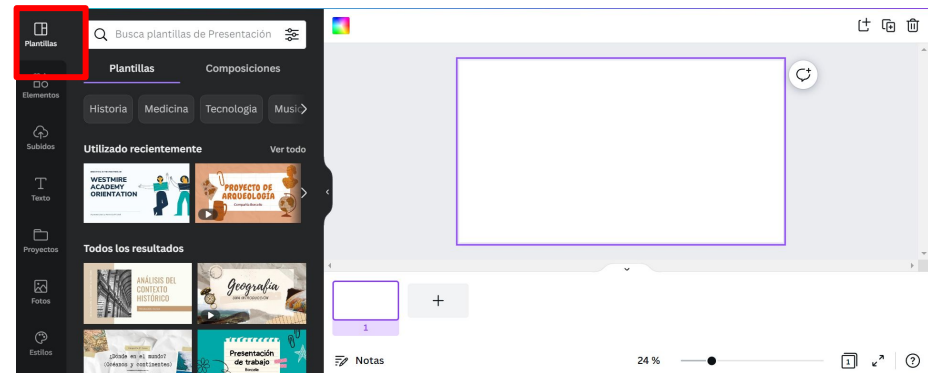 Plantillas
Elementos
Subidos
Texto
Proyectos
Fotos
Estilos
Busca plantillas de Presentación
Plantillas
Composiciones
Historia
Medicina
Tecnologia
Music
Utilizado recientemente
Ver todo
WESTMIRE
ACADEMY
ORIENTATION
PROYECTO DE
ARQUEOLOGÍA
Todos los resultados
ANÁLISIS DEL
CONTEXTO
HISTÓRICO
Geografía
UNA INTRODUCCIÓN
¿Dónde en el mundo?
(Océanos y continentes)
Presentación
de trabajo
1
Notas
24 %
1
?